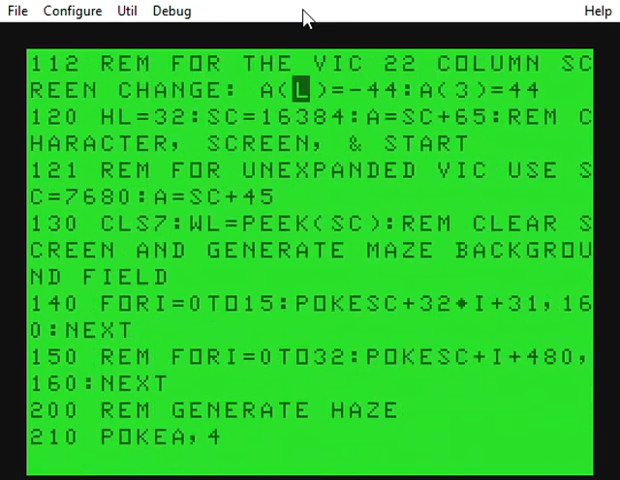 File Configure Util Debug Help
112 REM FOR THE VIC 22 COLUMN SC
REEN CHANGE: A(L)=-44:A(3)=44
120 HL=32:SC=16384:A=SC+65:REM C
HARACTER, SCREEN, & START
121 REM FOR UNEXPANDED VIC USE S
C=7680:A=SC+45
130 CLS7:WL=PEEK(SC):REM CLEAR S
CREEN AND GENERATE MAZE BACKGROU
ND FIELD
140 FORI=0TO15:POKESC+32*I+31,16
0:NEXT
150 REM FORI=0TO32:POKESC+I+480,
160:NEXT
200 REM GENERATE HAZE
210 POKEA,4